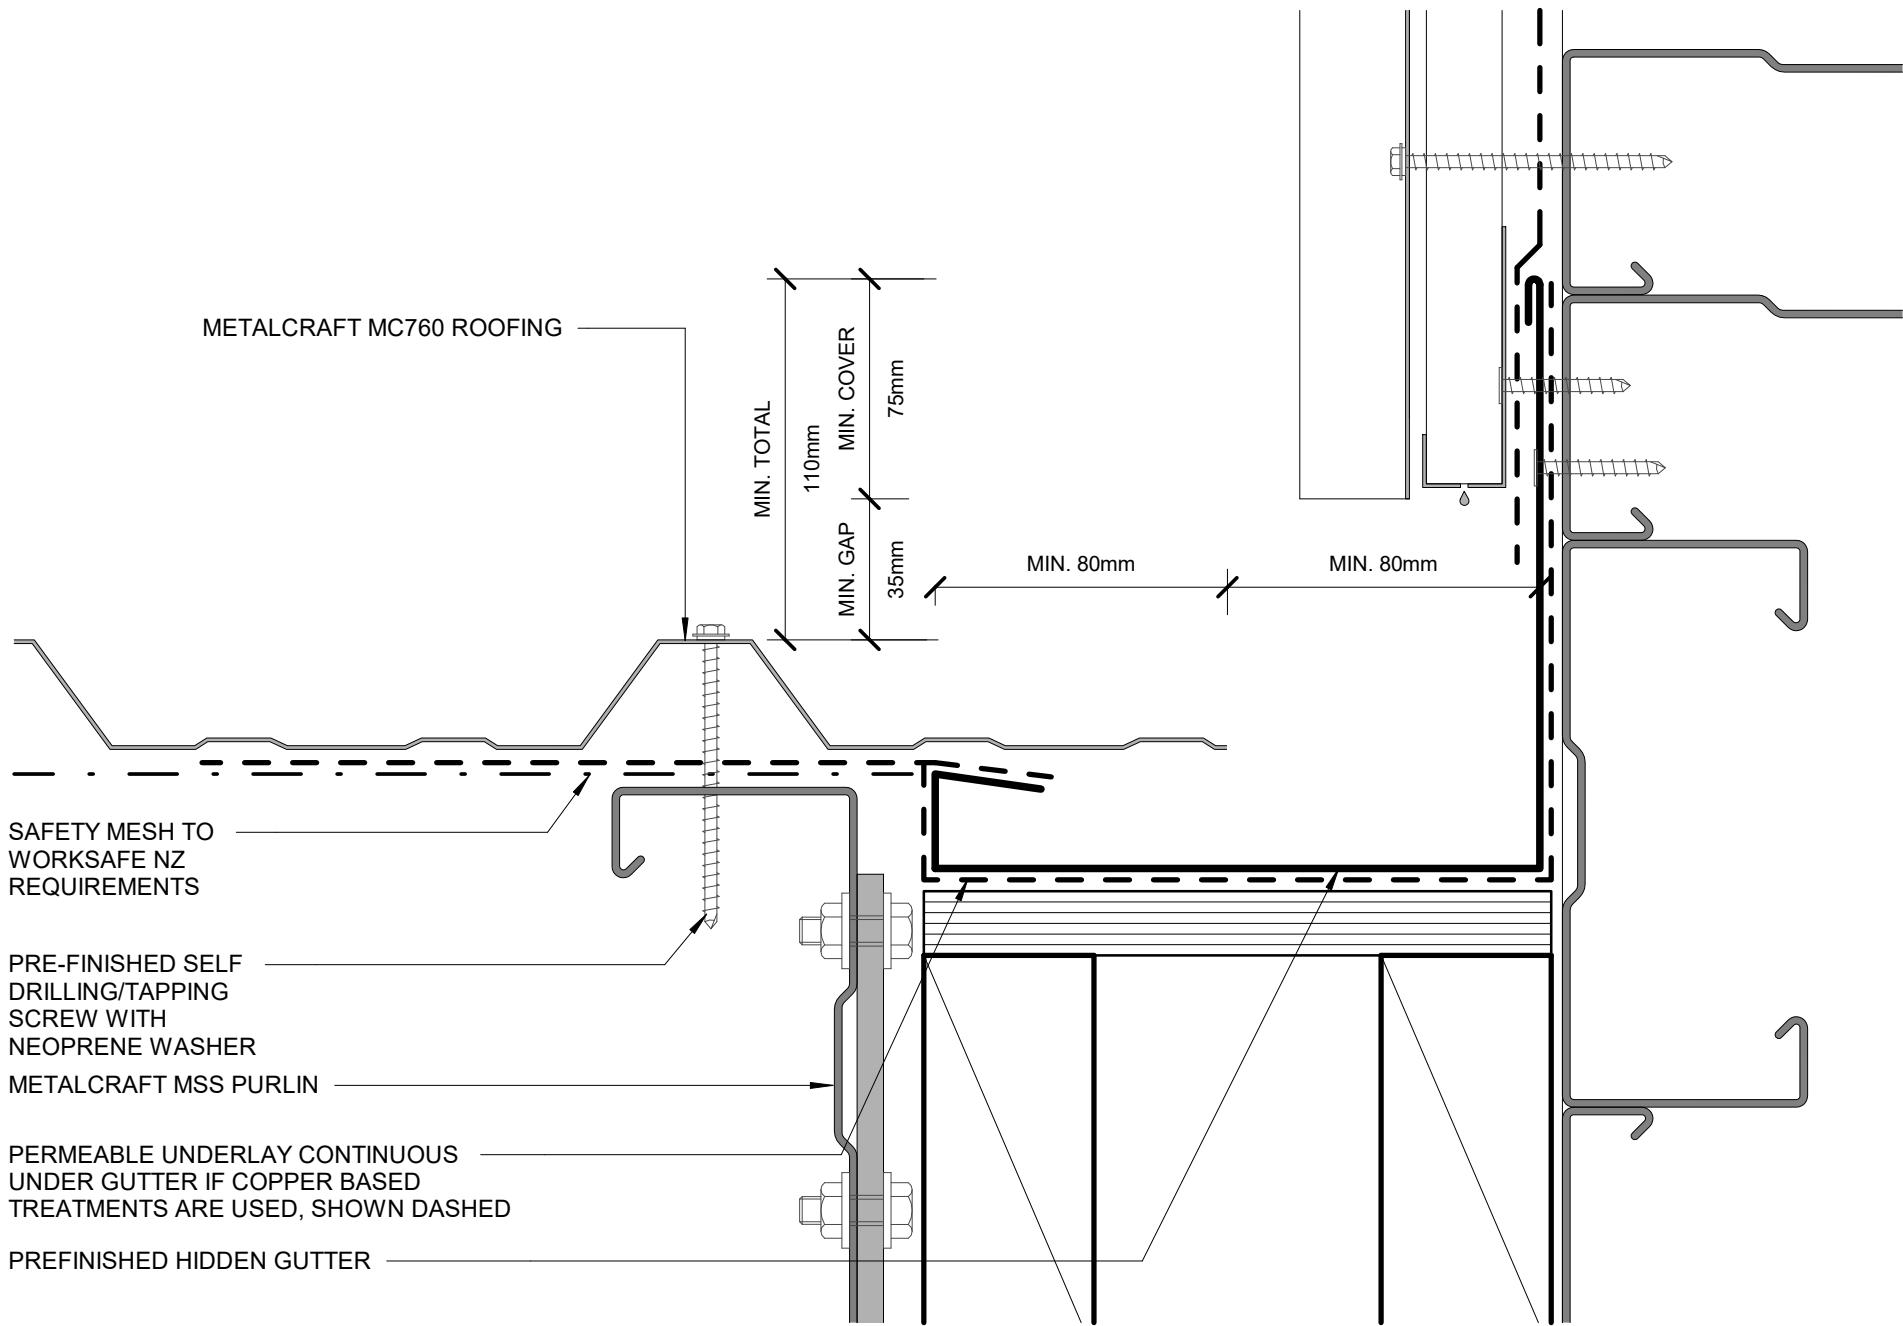 METALCRAFT MC760 ROOFING
MIN. TOTAL
110mm
MIN. COVER
75mm
MIN. GAP
35mm
MIN. 80mm
MIN. 80mm
SAFETY MESH TO
WORKSAFE NZ
REQUIREMENTS
PRE-FINISHED SELF
DRILLING/TAPPING
SCREW WITH
NEOPRENE WASHER
METALCRAFT MSS PURLIN
PERMEABLE UNDERLAY CONTINUOUS
UNDER GUTTER IF COPPER BASED
TREATMENTS ARE USED, SHOWN DASHED
PREFINISHED HIDDEN GUTTER